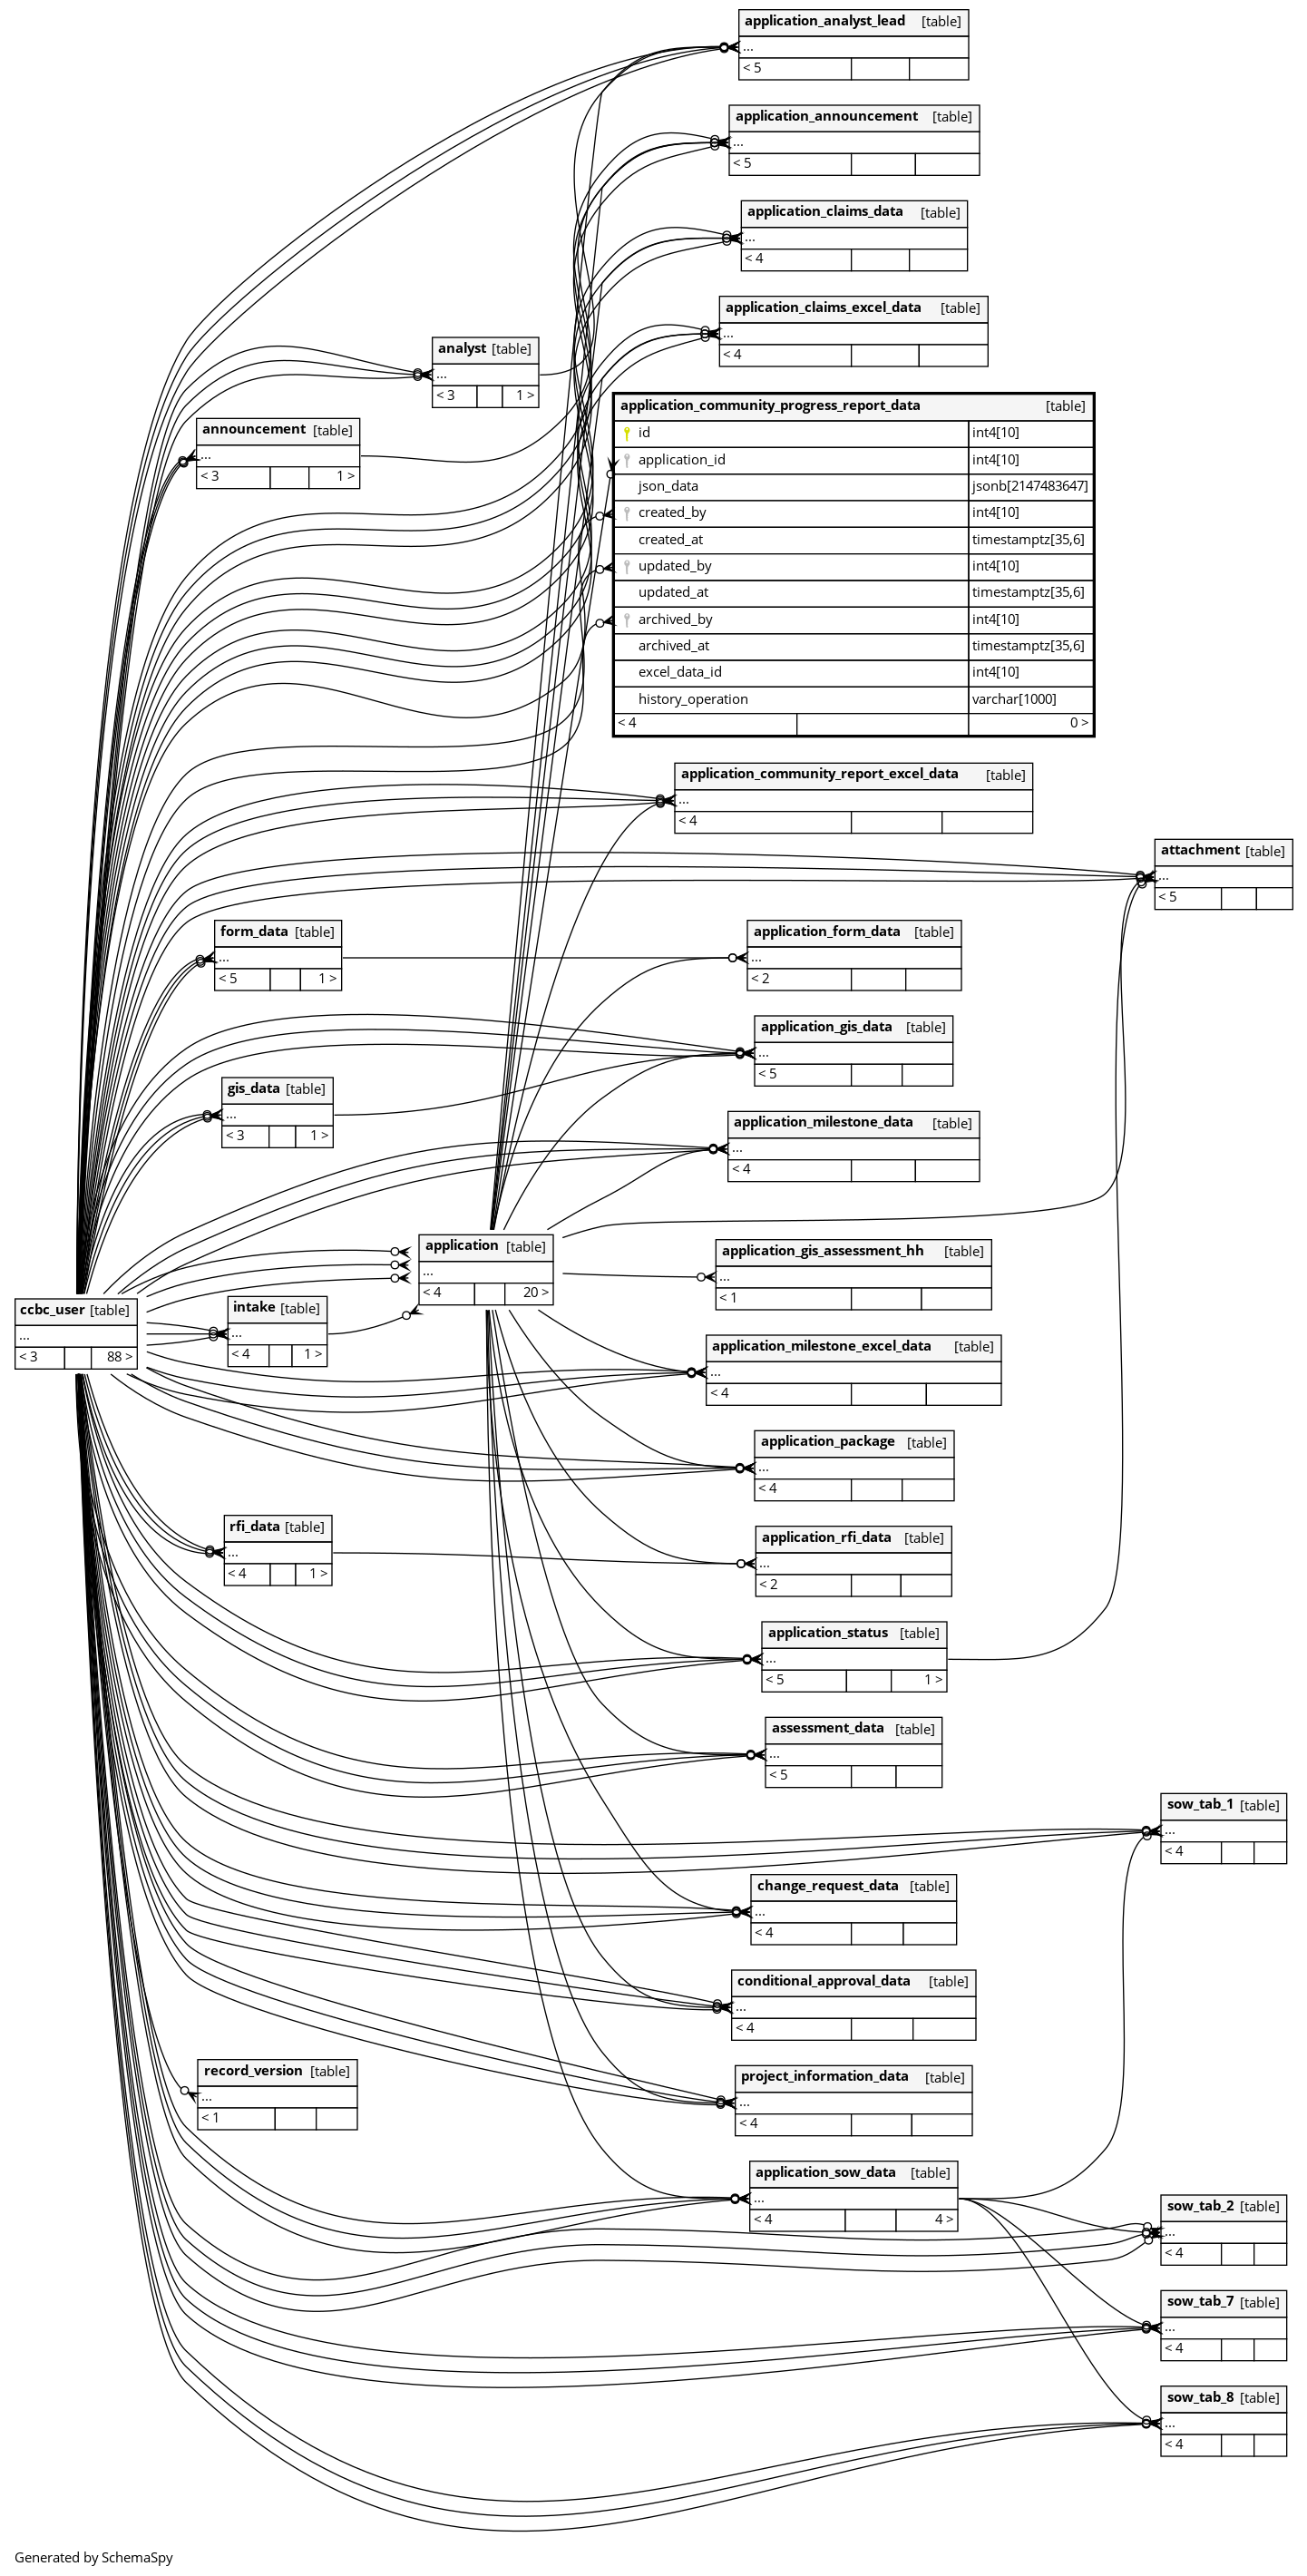 application_analyst_lead [table]
...
< 5
application_announcement [table]
...
< 5
application_claims_data [table]
...
< 4
application_claims_excel_data [table]
...
< 4
analyst [table]
...
< 3 1 >
announcement [table]
...
< 3 1 >
application_community_progress_report_data [table]
id int4[10]
application_id int4[10]
json_data jsonb[2147483647]
created_by int4[10]
created_at timestamptz[35,6]
updated_by int4[10]
updated_at timestamptz[35,6]
archived_by int4[10]
archived_at timestamptz[35,6]
excel_data_id int4[10]
history_operation varchar[1000]
< 4 0 >
application_community_report_excel_data [table]
...
< 4
attachment [table]
...
< 5
form_data [table]
...
< 5 1 >
application_form_data [table]
...
< 2
application_gis_data [table]
...
< 5
gis_data [table]
...
< 3 1 >
application_milestone_data [table]
...
< 4
application [table]
...
< 4 20 >
application_gis_assessment_hh [table]
...
< 1
ccbc_user [table]
...
< 3 88 >
intake [table]
...
< 4 1 >
application_milestone_excel_data [table]
...
< 4
application_package [table]
...
< 4
rfi_data [table]
...
< 4 1 >
application_rfi_data [table]
...
< 2
application_status [table]
...
< 5 1 >
assessment_data [table]
...
< 5
sow_tab_1 [table]
...
< 4
change_request_data [table]
...
< 4
conditional_approval_data [table]
...
< 4
record_version [table]
...
< 1
project_information_data [table]
...
< 4
application_sow_data [table]
...
< 4 4 >
sow_tab_2 [table]
...
< 4
sow_tab_7 [table]
...
< 4
sow_tab_8 [table]
...
< 4
Generated by SchemaSpy